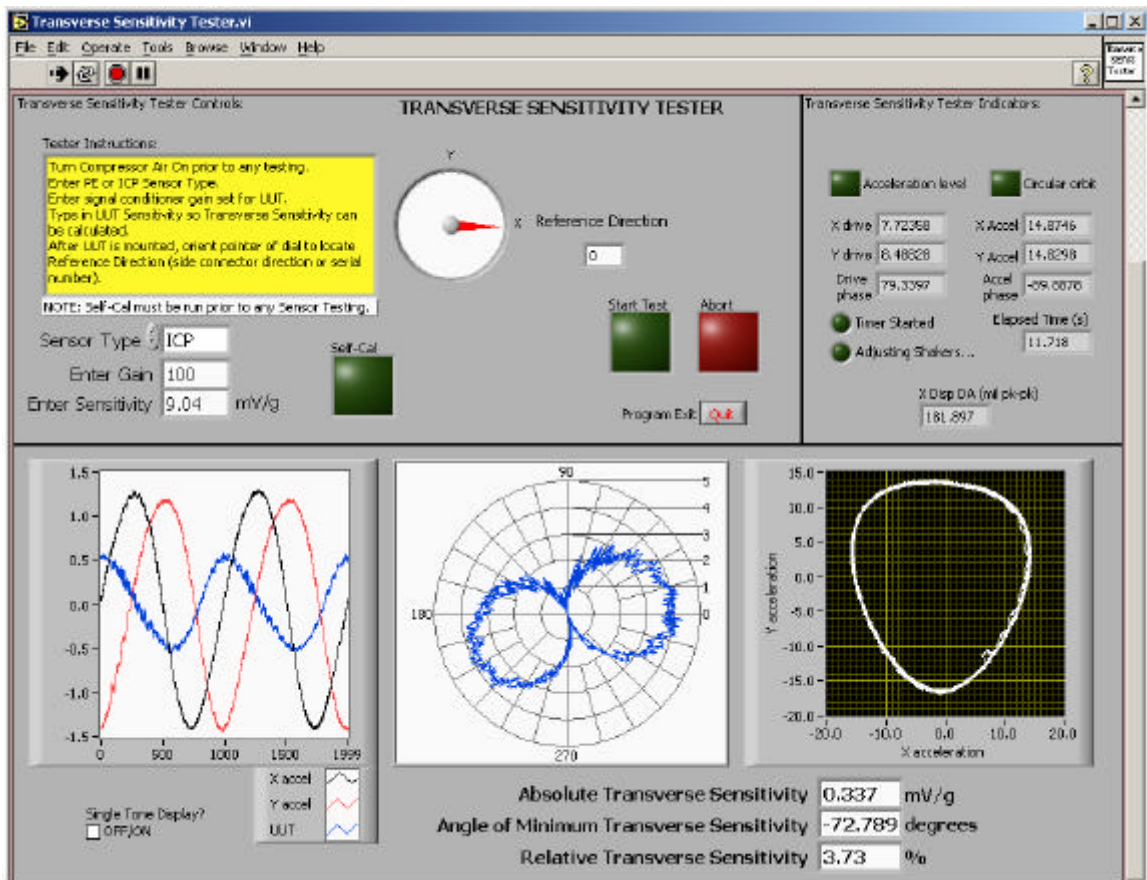 Transverse Sensitivity Tester.vi
File Edit Operate Tools Browse Window Help
Transverse Sensitivity Tester Controls:
TRANSVERSE SENSITIVITY TESTER
Transverse Sensitivity Tester Indicators:
Tester Instructions:
Turn Compressor Air On prior to any testing.
Enter PE or ICP Sensor Type.
Enter signal conditioner gain set for UUT.
Type in UUT Sensitivity so Transverse Sensitivity can
be calculated.
After UUT is mounted, orient pointer of dial to locate
Reference Direction (side connector direction or serial
number).
NOTE: Self-Cal must be run prior to any Sensor Testing.
Sensor Type ICP
Enter Gain 100
Enter Sensitivity 9.04 mV/g
Self-Cal
Y
X
Reference Direction
0
Start Test
Abort
Program Exit Quit
Acceleration level
Circular orbit
X drive 7.72358
X Accel 14.8746
Y drive 8.48828
Y Accel 14.8298
Drive phase 79.3397
Accel phase -89.8878
Timer Started
Elapsed Time (s)
11.718
Adjusting Shakers...
X Disp DA (mil pk-pk)
181.897
1.5
1.0
0.5
0.0
-0.5
-1.0
-1.5
0 500 1000 1500 1999
X accel
Y accel
UUT
Single Tone Display?
OFF/ON
90
180
0
270
5
4
3
2
1
0
15.0
10.0
5.0
0.0
-5.0
-10.0
-15.0
-20.0
Y acceleration
-20.0 -10.0 0.0 10.0 20.0
X acceleration
Absolute Transverse Sensitivity 0.337 mV/g
Angle of Minimum Transverse Sensitivity -72.789 degrees
Relative Transverse Sensitivity 3.73 %